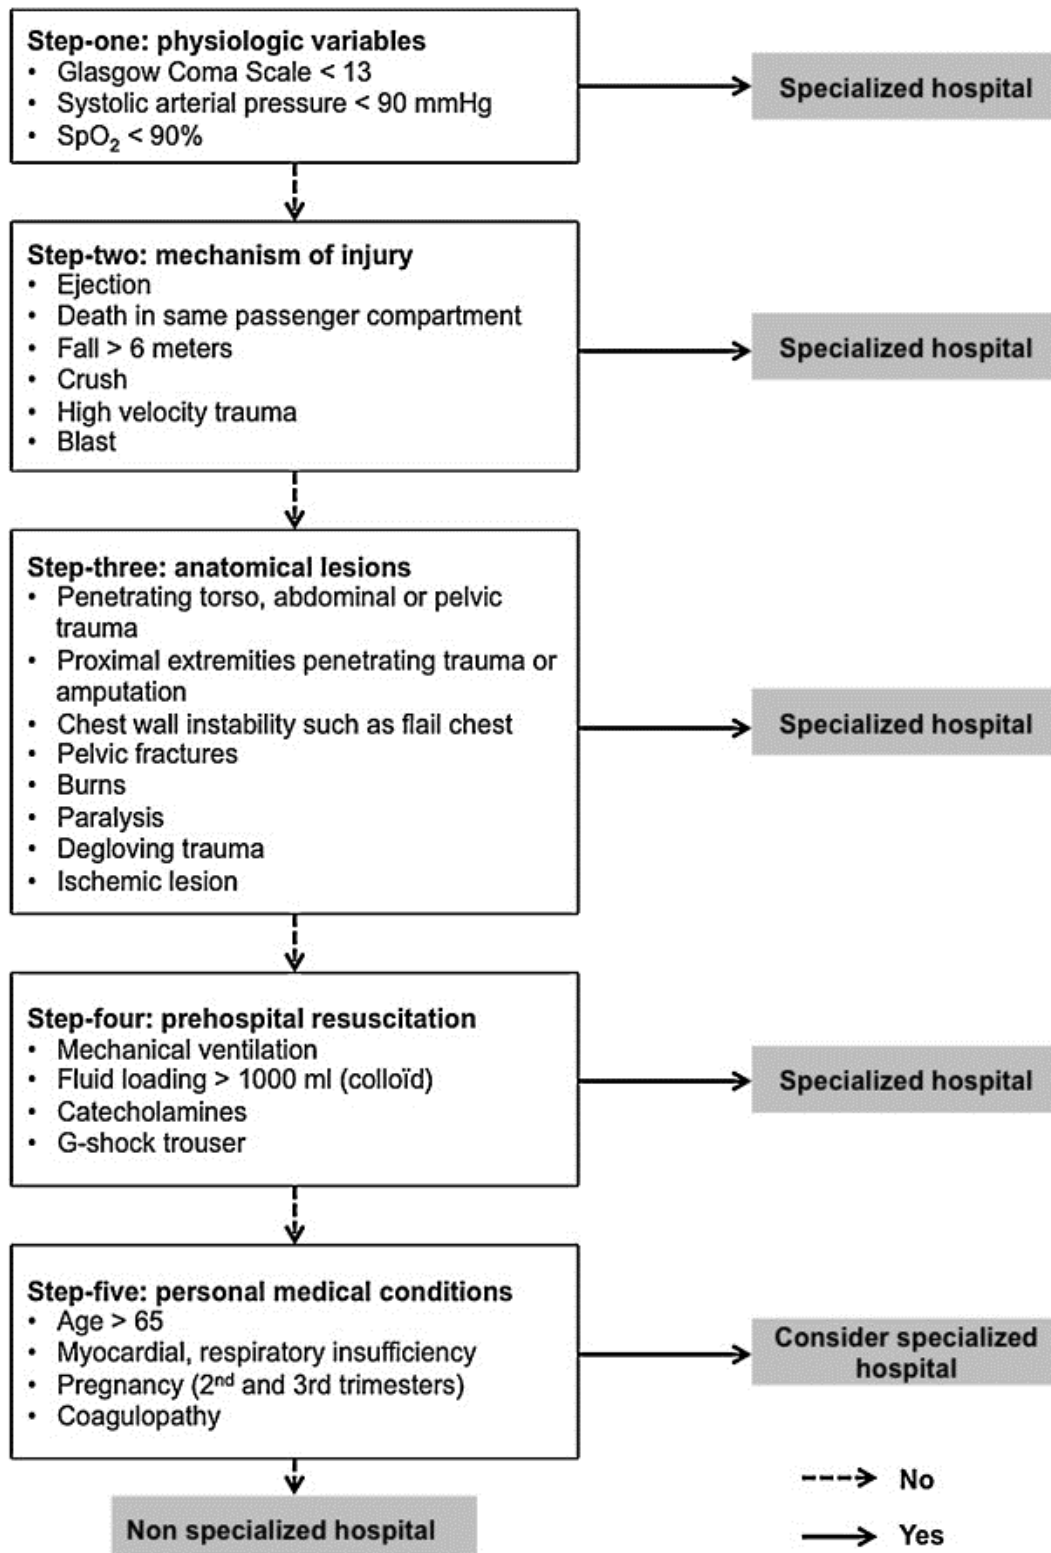 Step-one: physiologic variables
• Glasgow Coma Scale < 13
• Systolic arterial pressure < 90 mmHg
• SpO₂ < 90%
Specialized hospital
Step-two: mechanism of injury
• Ejection
• Death in same passenger compartment
• Fall > 6 meters
• Crush
• High velocity trauma
• Blast
Specialized hospital
Step-three: anatomical lesions
• Penetrating torso, abdominal or pelvic
trauma
• Proximal extremities penetrating trauma or
amputation
• Chest wall instability such as flail chest
• Pelvic fractures
• Burns
• Paralysis
• Degloving trauma
• Ischemic lesion
Specialized hospital
Step-four: prehospital resuscitation
• Mechanical ventilation
• Fluid loading > 1000 ml (colloïd)
• Catecholamines
• G-shock trouser
Specialized hospital
Step-five: personal medical conditions
• Age > 65
• Myocardial, respiratory insufficiency
• Pregnancy (2ⁿᵈ and 3rd trimesters)
• Coagulopathy
Consider specialized
hospital
No
Yes
Non specialized hospital